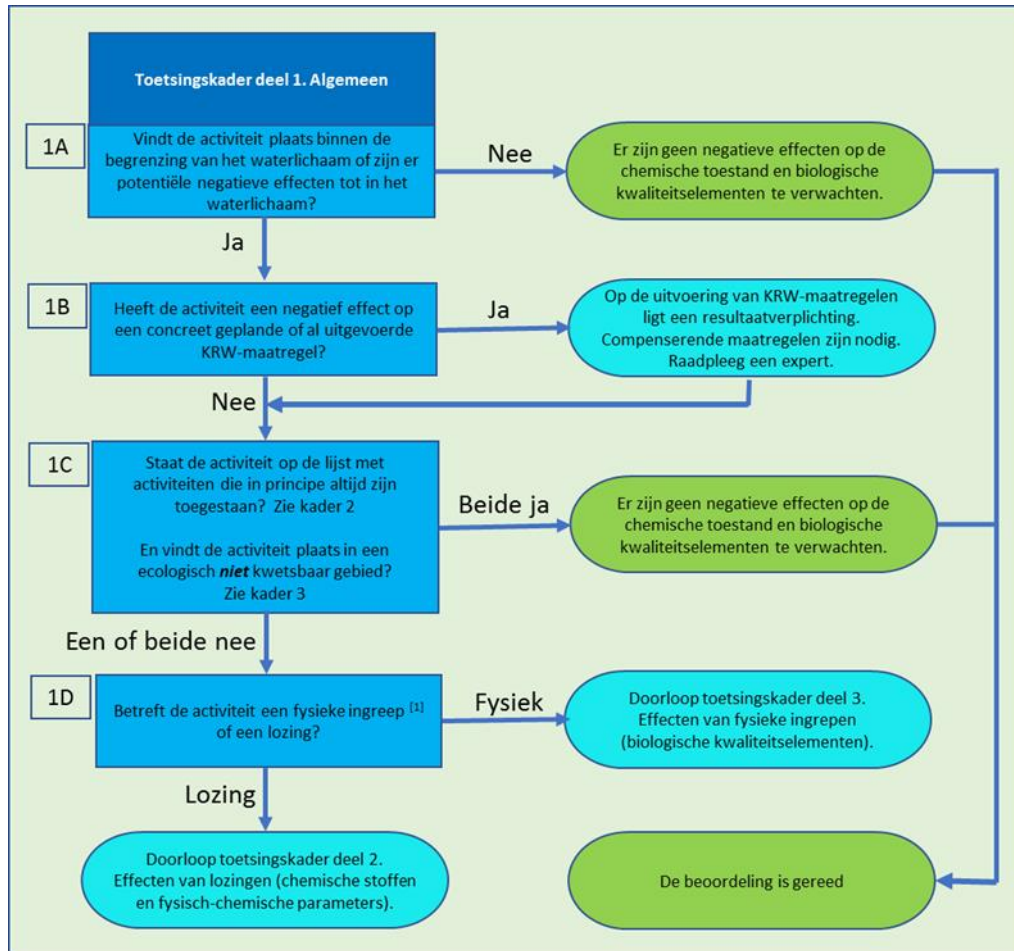 Toetsingskader deel 1. Algemeen
1A
Vindt de activiteit plaats binnen de
begrenzing van het waterlichaam of zijn er
potentiële negatieve effecten tot in het
waterlichaam?
Nee
Er zijn geen negatieve effecten op de
chemische toestand en biologische
kwaliteitselementen te verwachten.
Ja
1B
Heeft de activiteit een negatief effect op
een concreet geplande of al uitgevoerde
KRW-maatregel?
Ja
Op de uitvoering van KRW-maatregelen
ligt een resultaatverplichting.
Compenserende maatregelen zijn nodig.
Raadpleeg een expert.
Nee
1C
Staat de activiteit op de lijst met
activiteiten die in principe altijd zijn
toegestaan? Zie kader 2
En vindt de activiteit plaats in een
ecologisch niet kwetsbaar gebied?
Zie kader 3
Beide ja
Er zijn geen negatieve effecten op de
chemische toestand en biologische
kwaliteitselementen te verwachten.
Een of beide nee
1D
Betreft de activiteit een fysieke ingreep [1]
of een lozing?
Fysiek
Doorloop toetsingskader deel 3.
Effecten van fysieke ingrepen
(biologische kwaliteitselementen).
Lozing
Doorloop toetsingskader deel 2.
Effecten van lozingen (chemische stoffen
en fysisch-chemische parameters).
De beoordeling is gereed